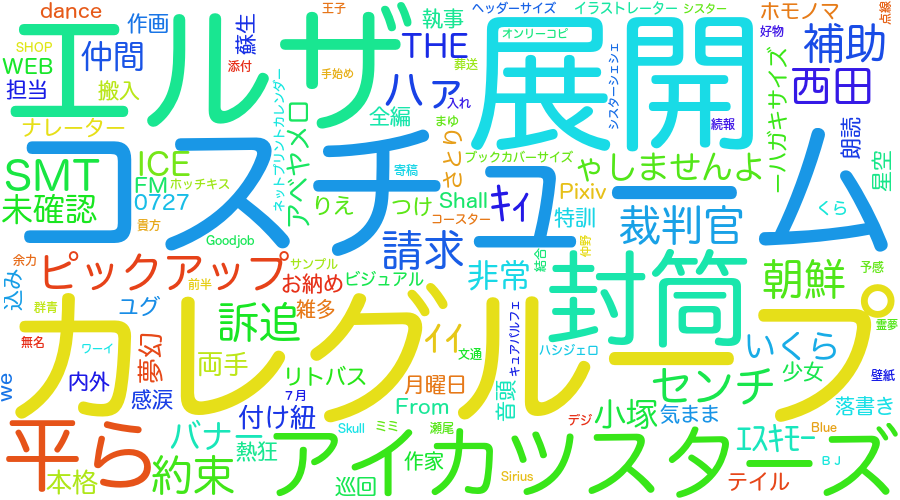 dance
作画
王子
ヘッダーサイズ
イラストレーター
シスター
ホモノマ
点線
SHOP
エルザ
仲間
蘇生
執事
THE
オンリーコピ
展開
好物
補助
WEB
添付
手始め
葬送
担当
搬入
ネットプリントカレンダー
ハァ
入れ
シスターシェシェ
ーハガキサイズ
西田
ナレーター
アベヤメロ
全編
まゆ
続報
朗読
コスチューム
さとり
ブックカバーサイズ
ゃしませんよ
SMT
ICE
FM
ホッチキス
寄稿
星空
未確認
0727
りえ
つけ
Shall
キィ
Pixiv
貴方
コースター
特訓
裁判官
くら
Goodjob
請求
仲野
結合
余力
込み
ピックアップ
サンプル
お納め
ビジュアル
非常
封筒
朝鮮
予感
前半
群青
ユグ
雑多
カレグループ
訴追
イイ
キュアパルフェ
霊夢
無名
ワーイ
夢幻
両手
文通
ハシジェロ
いくら
we
内外
感涙
リトバス
月曜日
音頭
センチ
少女
壁紙
7月
From
デジ
小塚
気まま
落書き
平ら
バナー
付け紐
Skull
ミミ
瀬尾
アイカツスターズ
エスキモー
Blue
熱狂
本格
約束
巡回
作家
Sirius
テイル
BJ